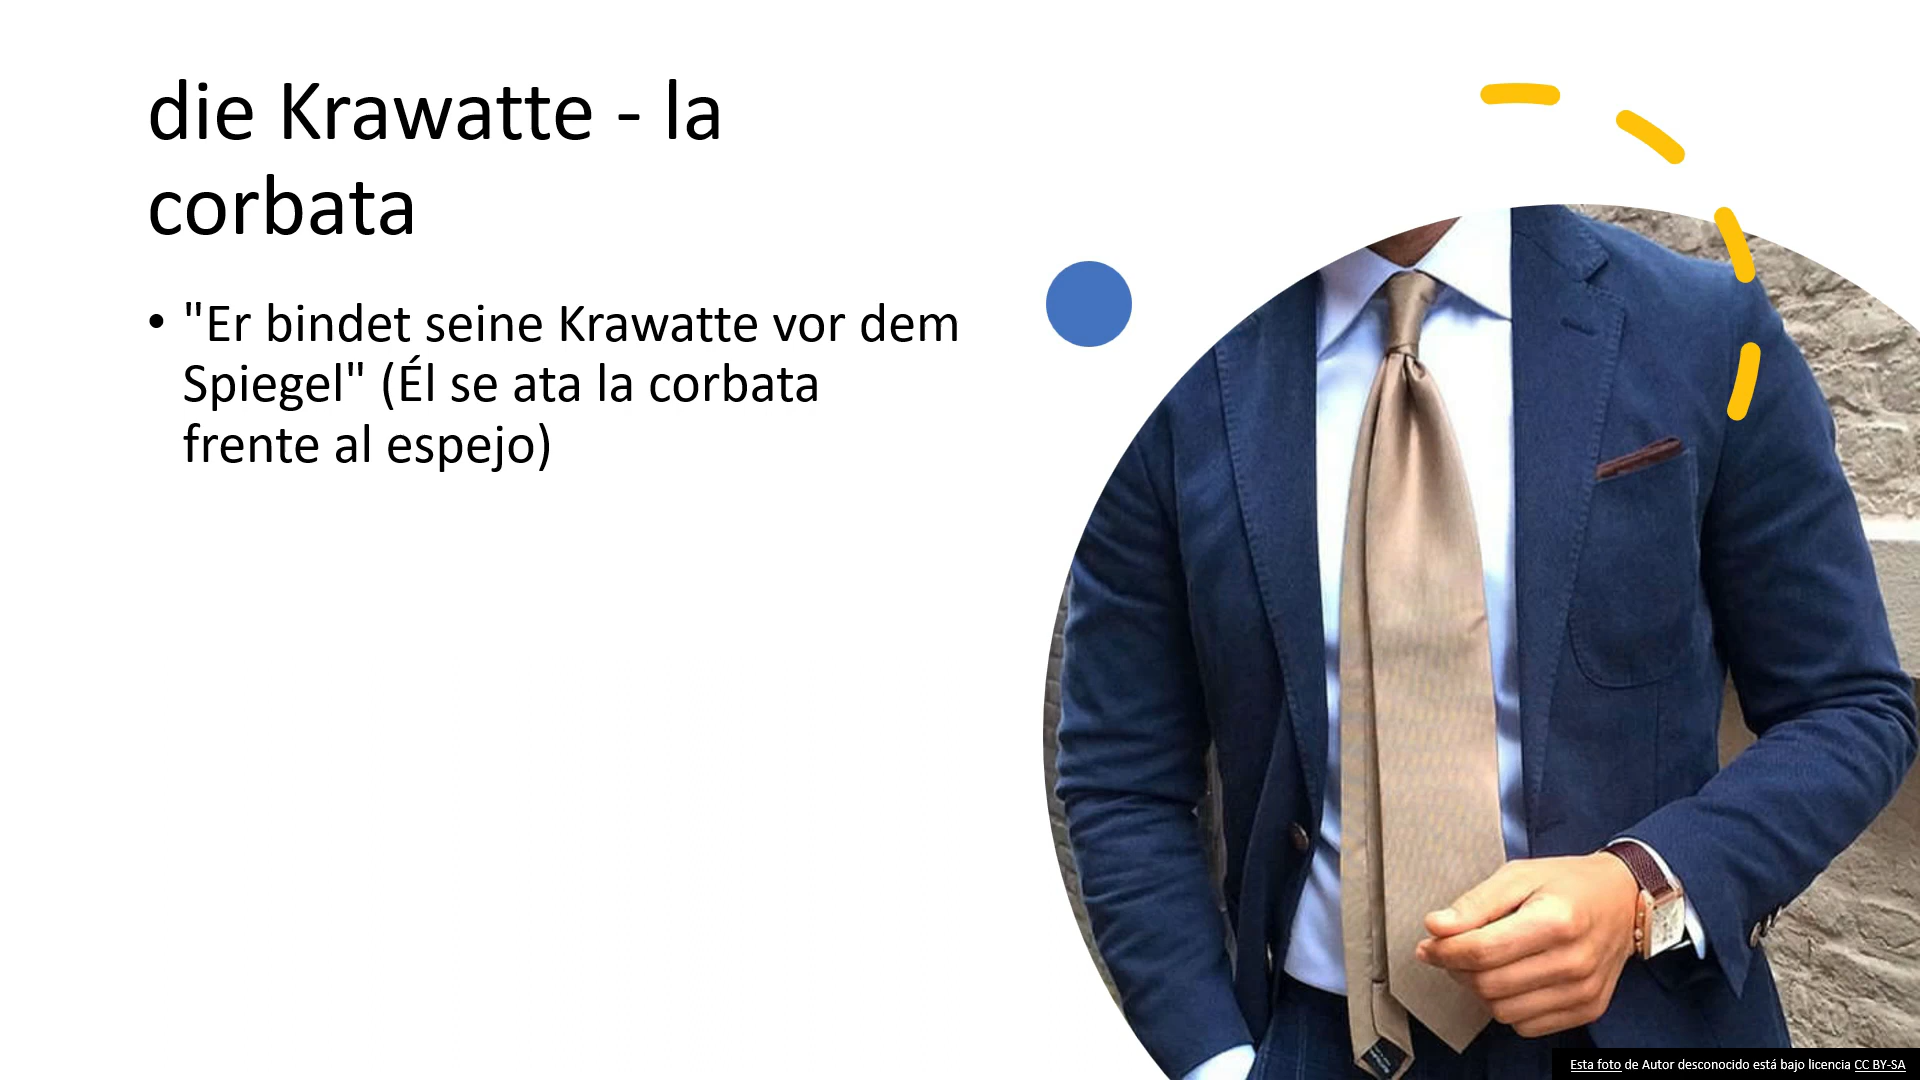 die Krawatte - la
corbata
• "Er bindet seine Krawatte vor dem
Spiegel" (Él se ata la corbata
frente al espejo)
Esta foto de Autor desconocido está bajo licencia CC BY-SA